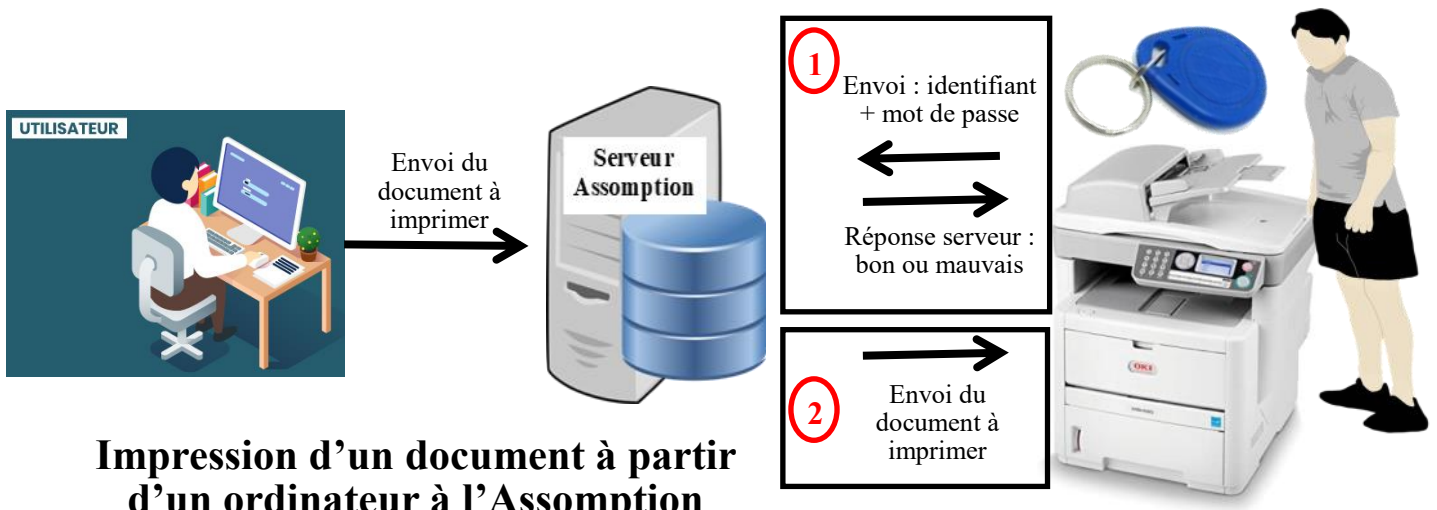 UTILISATEUR
Envoi du
document à
imprimer
Serveur
Assomption
1
Envoi : identifiant
+ mot de passe
Réponse serveur :
bon ou mauvais
2
Envoi du
document à
imprimer
OKI
Impression d’un document à partir
d’un ordinateur à l’Assomption